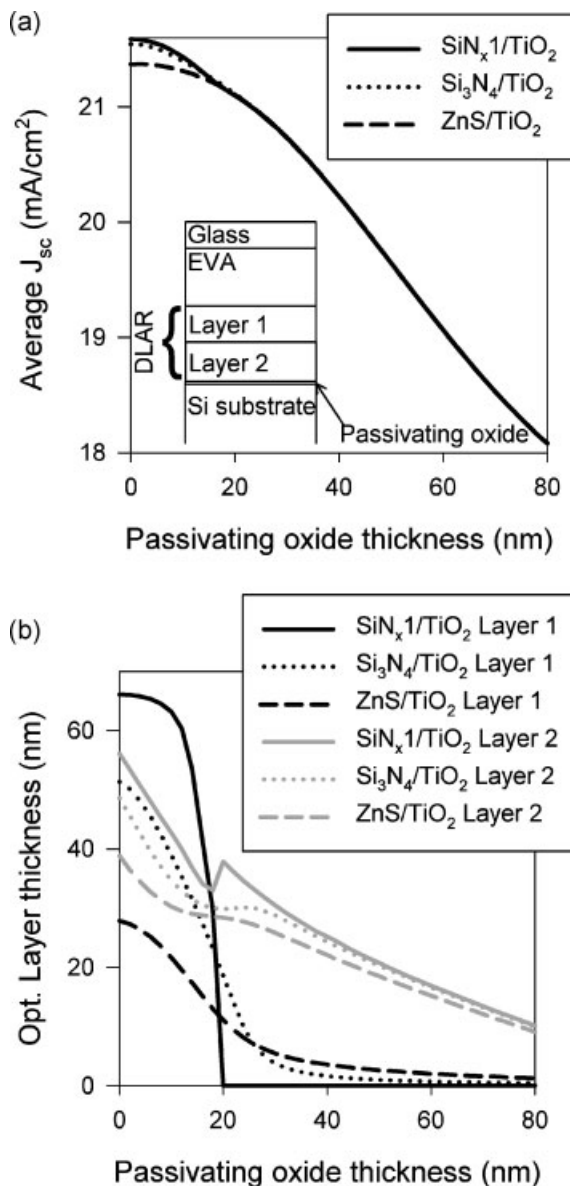 (a)
SiNₓ1/TiO₂
Si₃N₄/TiO₂
ZnS/TiO₂
Average Jsc (mA/cm²)
21
20
19
18
Glass
EVA
DLAR
Layer 1
Layer 2
Si substrate
Passivating oxide
0 20 40 60 80
Passivating oxide thickness (nm)
(b)
SiNₓ1/TiO₂ Layer 1
Si₃N₄/TiO₂ Layer 1
ZnS/TiO₂ Layer 1
SiNₓ1/TiO₂ Layer 2
Si₃N₄/TiO₂ Layer 2
ZnS/TiO₂ Layer 2
Opt. Layer thickness (nm)
60
40
20
0
0 20 40 60 80
Passivating oxide thickness (nm)